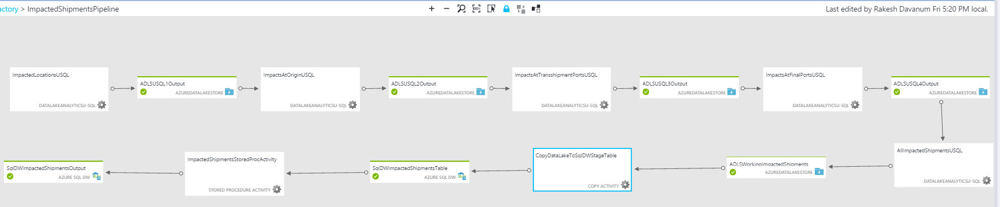 actory > ImpactedShipmentsPipeline
100%
Last edited by Rakesh Davanum Fri 5:20 PM local.
ImpactedLocationsUSQL
DATALAKEANALYTICSU-SQL
ADLSUSQL1Output
AZUREDATALAKESTORE
ImpactsAtOriginUSQL
DATALAKEANALYTICSU-SQL
ADLSUSQL2Output
AZUREDATALAKESTORE
ImpactsAtTransshipmentPortsUSQL
DATALAKEANALYTICSU-SQL
ADLSUSQL3Output
AZUREDATALAKESTORE
ImpactsAtFinalPortsUSQL
DATALAKEANALYTICSU-SQL
ADLSUSQL4Output
AZUREDATALAKESTORE
AllImpactedShipmentsUSQL
DATALAKEANALYTICSU-SQL
ADLSWorkingImpactedShipments
AZUREDATALAKESTORE
CopyDataLakeToSqlDWStageTable
COPY ACTIVITY
SqlDWImpactedShipmentsTable
AZURE SQL DW
ImpactedShipmentsStoredProcActivity
STORED PROCEDURE ACTIVITY
SqlDWImpactedShipmentsOutput
AZURE SQL DW